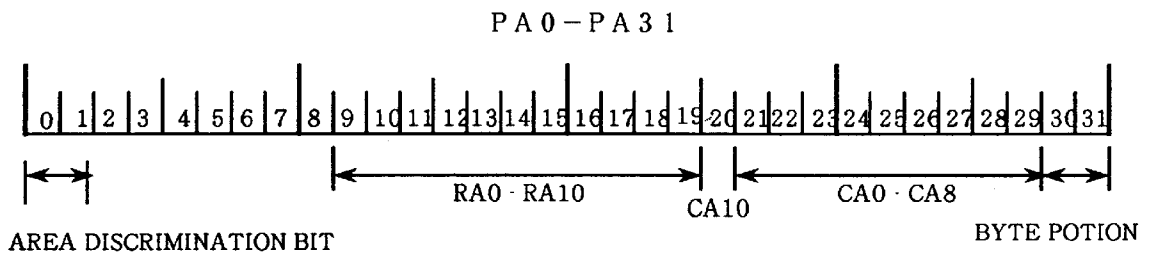 PA0-PA31
0 1 2 3 4 5 6 7 8 9 10 11 12 13 14 15 16 17 18 19 20 21 22 23 24 25 26 27 28 29 30 31
RA0 - RA10
CA10
CA0 - CA8
AREA DISCRIMINATION BIT
BYTE POTION